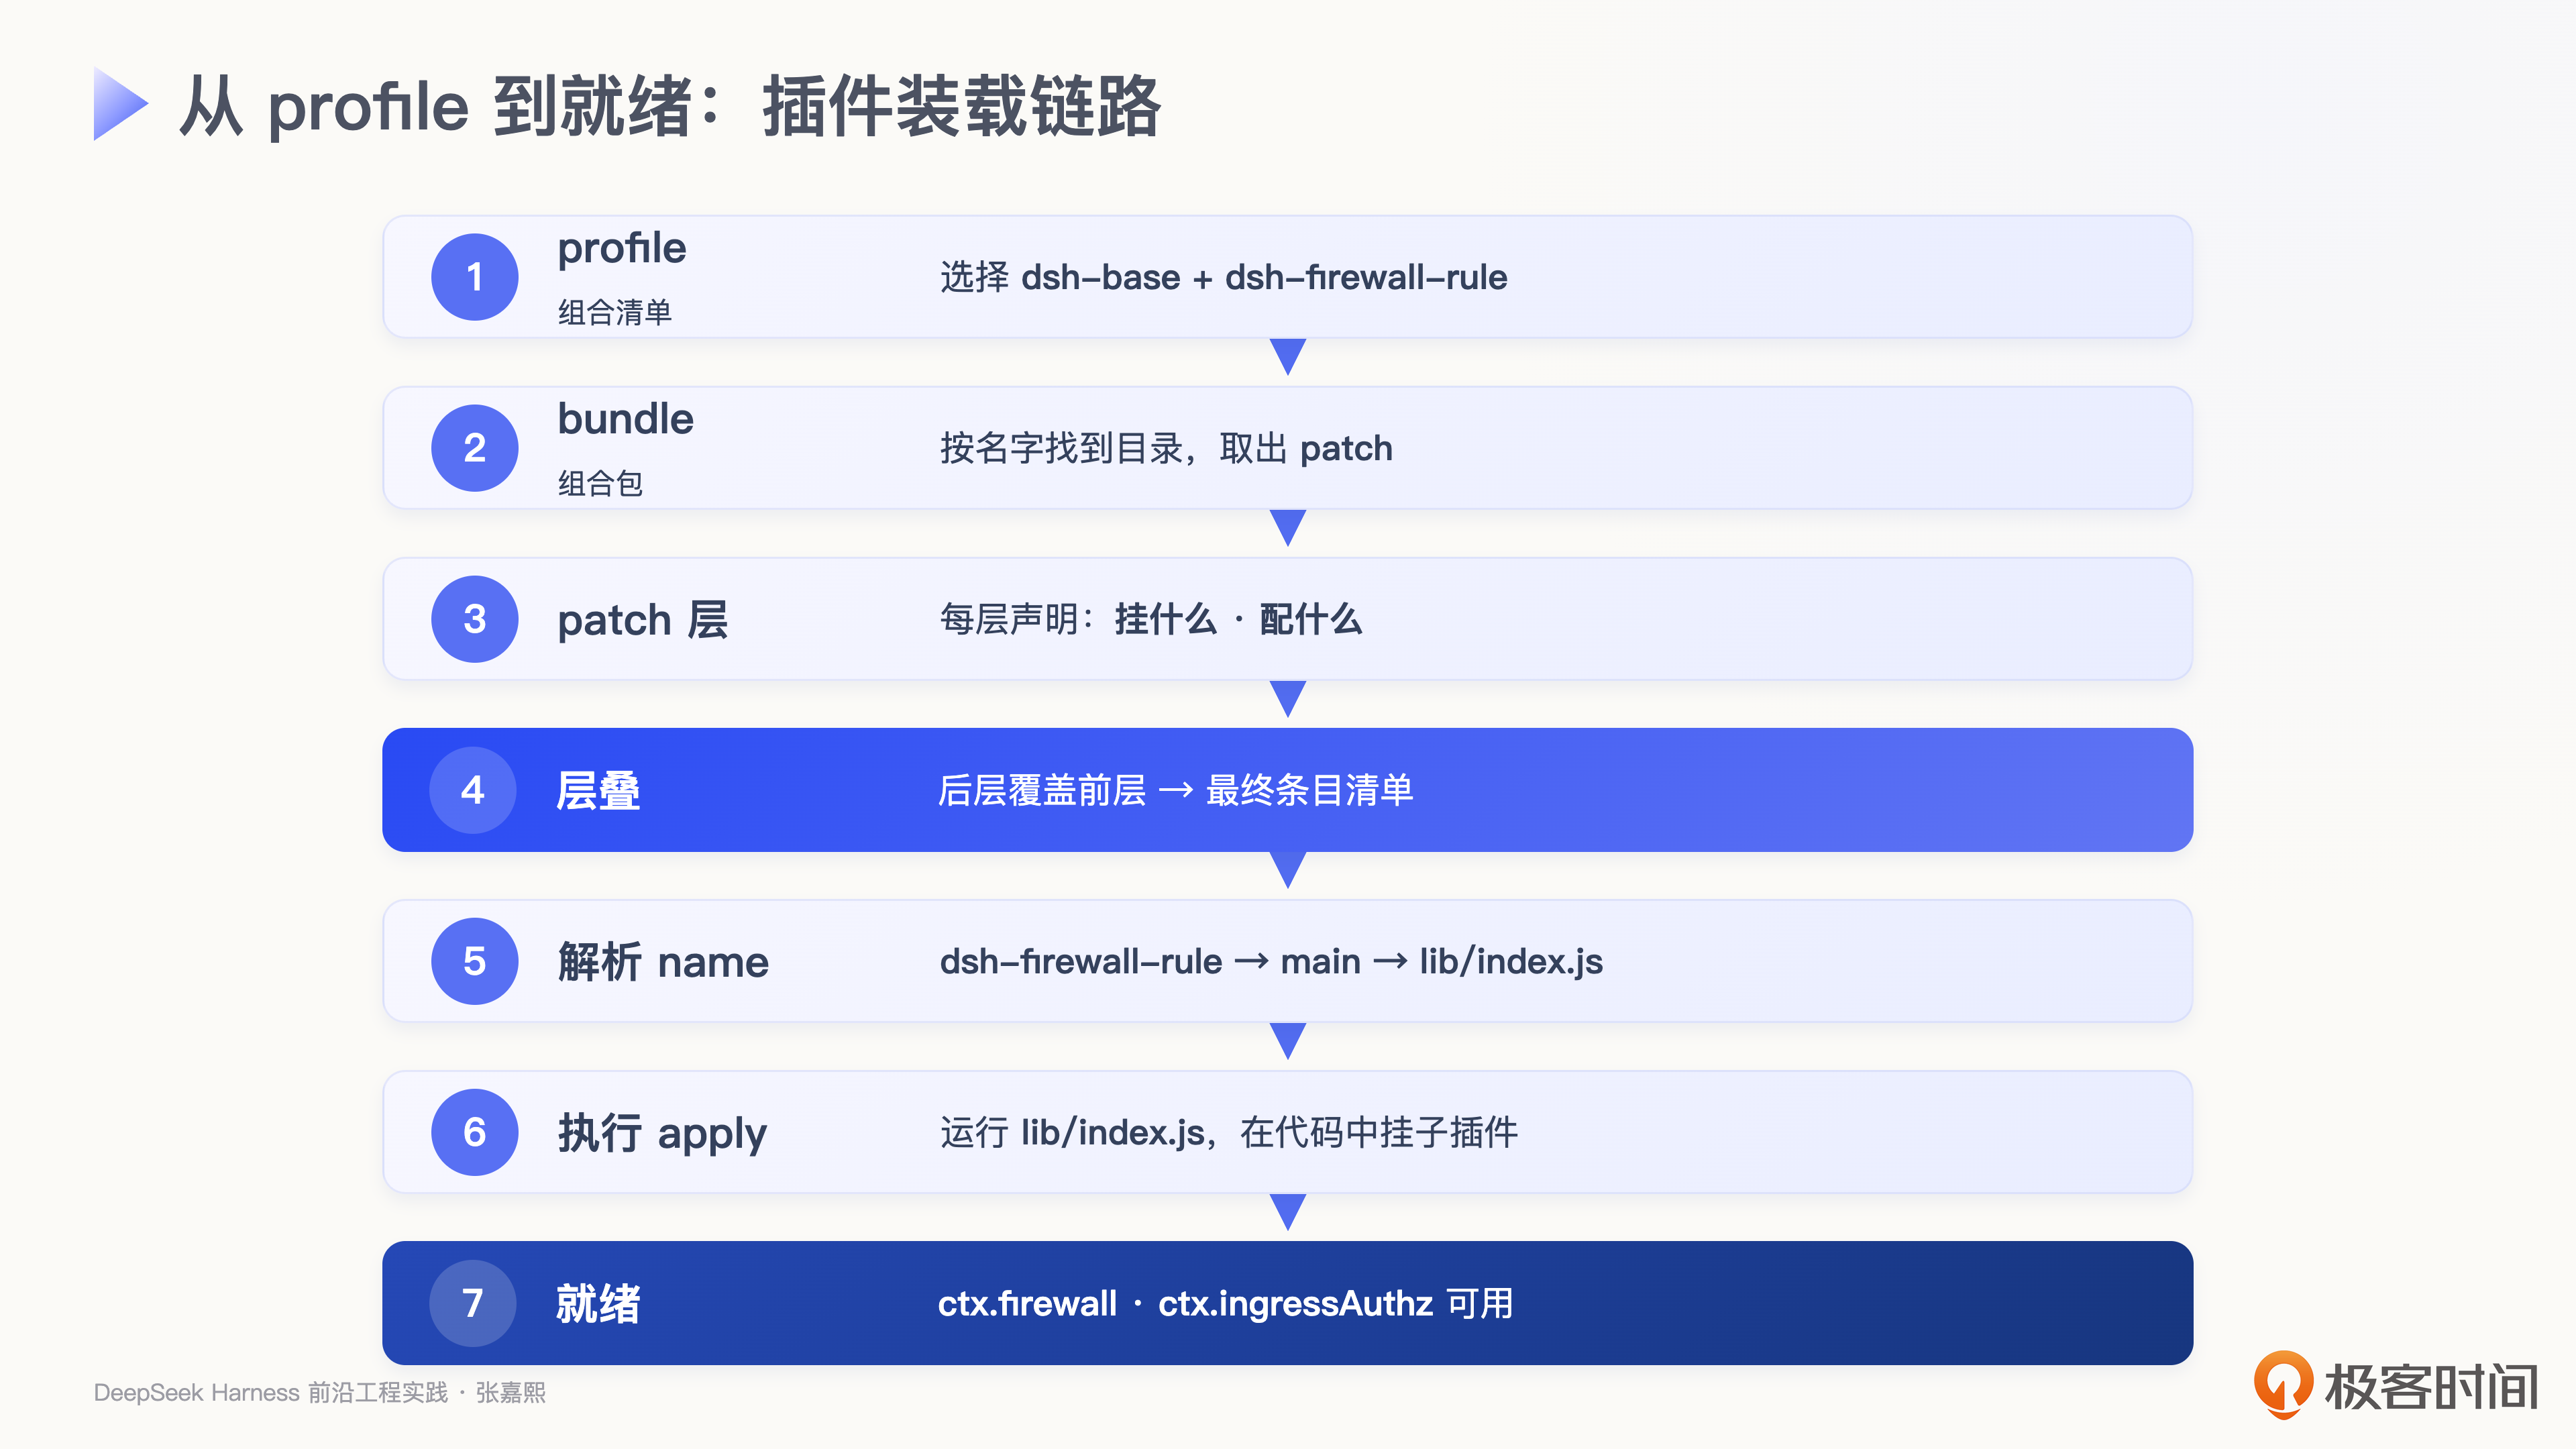 从 profile 到就绪：插件装载链路
1
profile
组合清单
选择 dsh-base + dsh-firewall-rule
2
bundle
组合包
按名字找到目录，取出 patch
3
patch 层
每层声明：挂什么 · 配什么
4
层叠
后层覆盖前层 → 最终条目清单
5
解析 name
dsh-firewall-rule → main → lib/index.js
6
执行 apply
运行 lib/index.js，在代码中挂子插件
7
就绪
ctx.firewall · ctx.ingressAuthz 可用
DeepSeek Harness 前沿工程实践 · 张嘉熙
极客时间